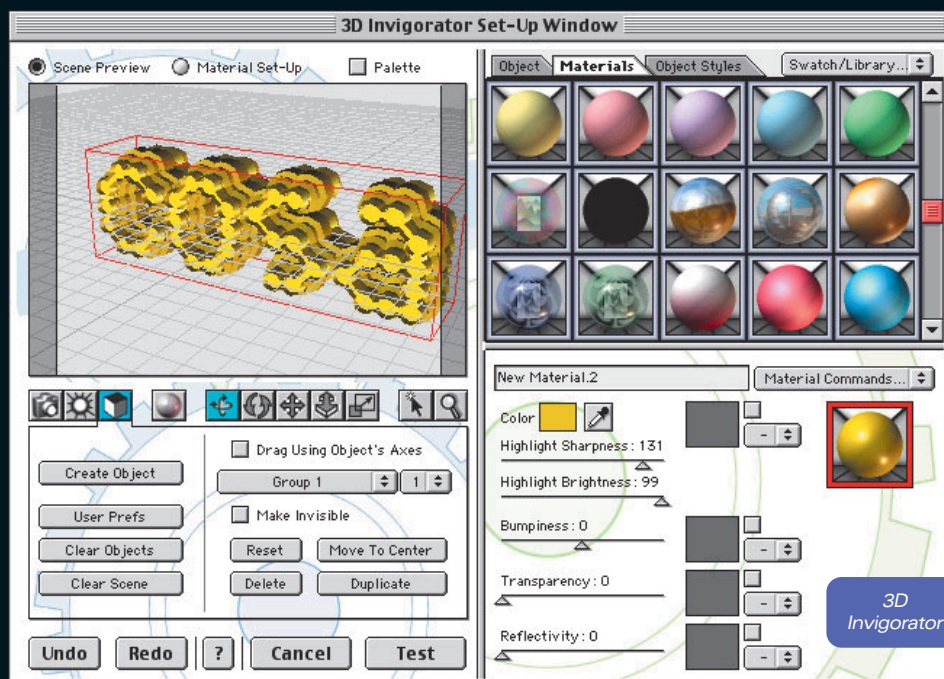 3D Invigorator Set-Up Window
Scene Preview
Material Set-Up
Palette
Object
Materials
Object Styles
Swatch/Library...
New Material.2
Material Commands...
Color
Highlight Sharpness: 131
Highlight Brightness: 99
Bumpiness: 0
Transparency: 0
Reflectivity: 0
-
-
-
-
Create Object
User Prefs
Clear Objects
Clear Scene
Drag Using Object's Axes
Group 1
1
Make Invisible
Reset
Move To Center
Delete
Duplicate
Undo
Redo
?
Cancel
Test
3D
Invigorator